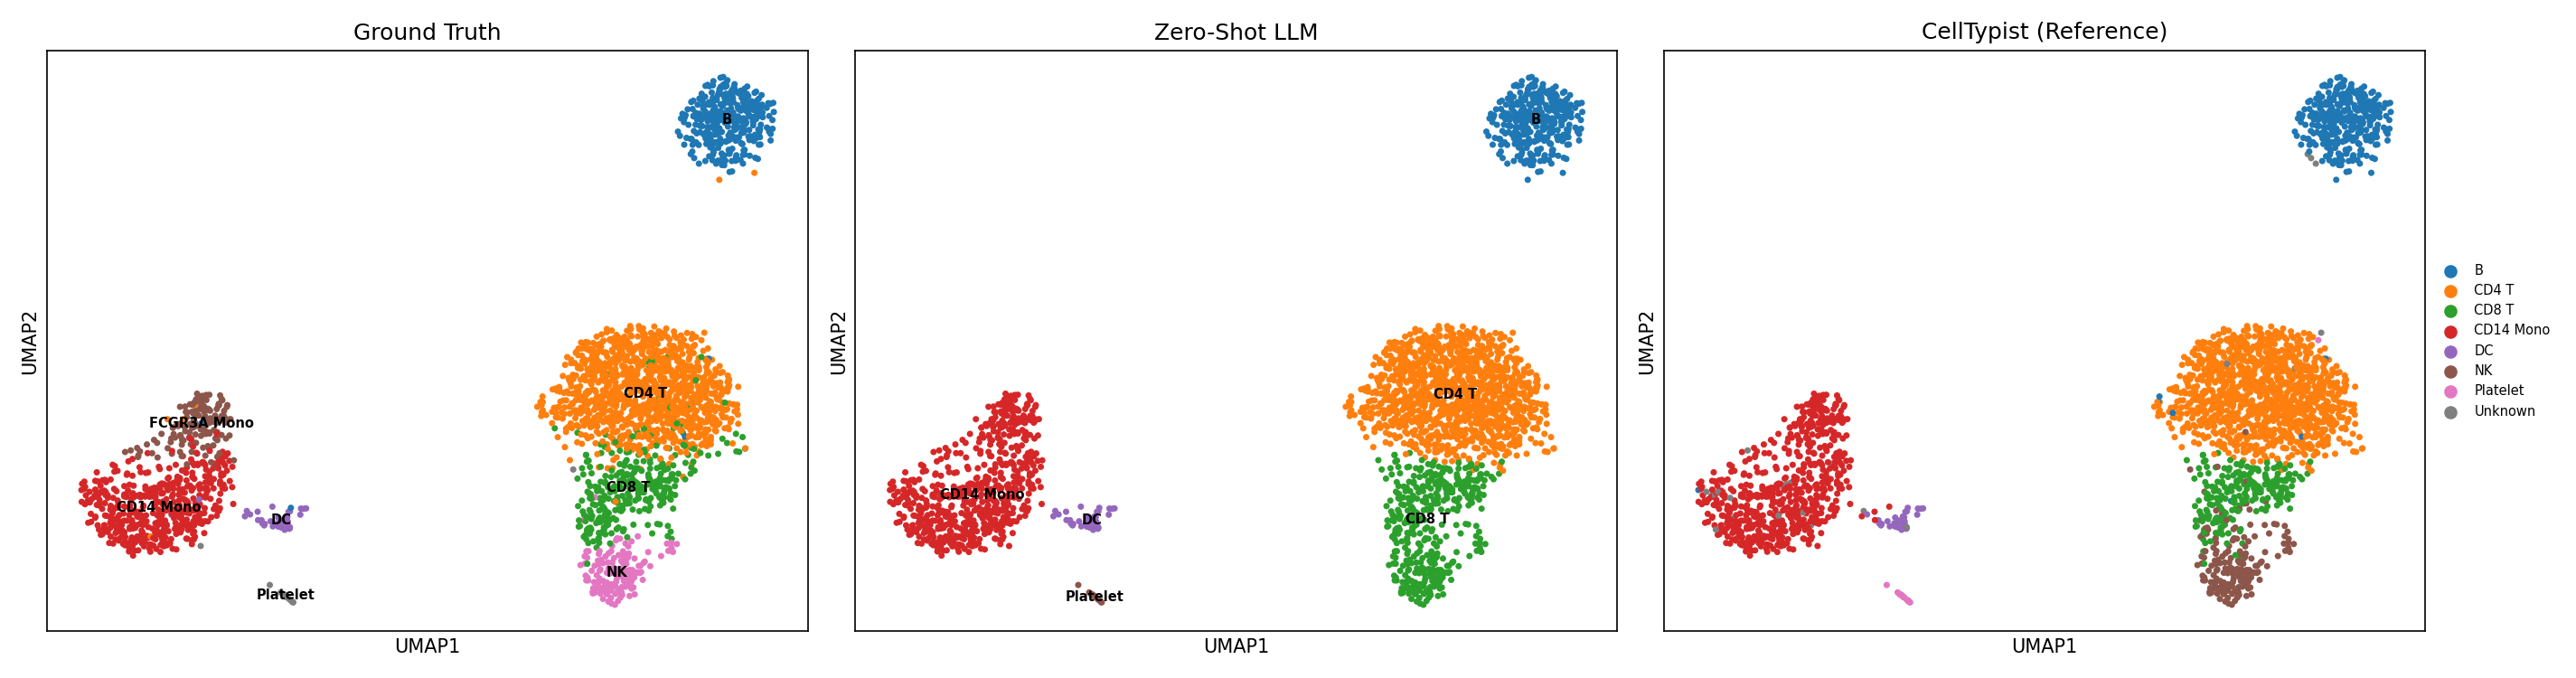 Ground Truth
UMAP2
UMAP1
B
CD4 T
FCGR3A Mono
CD8 T
CD14 Mono
DC
NK
Platelet
Zero-Shot LLM
UMAP2
UMAP1
B
CD4 T
CD14 Mono
CD8 T
DC
Platelet
CellTypist (Reference)
UMAP2
UMAP1
B
CD4 T
CD8 T
CD14 Mono
DC
NK
Platelet
Unknown